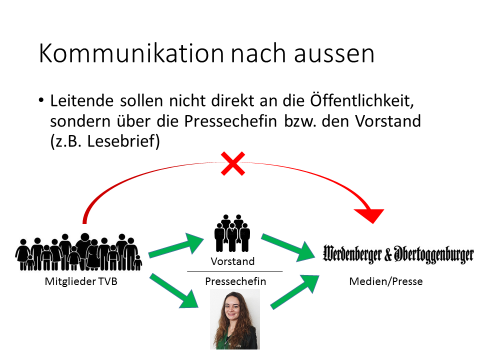 Kommunikation nach aussen
• Leitende sollen nicht direkt an die Öffentlichkeit,
sondern über die Pressechefin bzw. den Vorstand
(z.B. Lesebrief)
Werdenberger & Obertoggenburger
Vorstand
Mitglieder TVB
Pressechefin
Medien/Presse